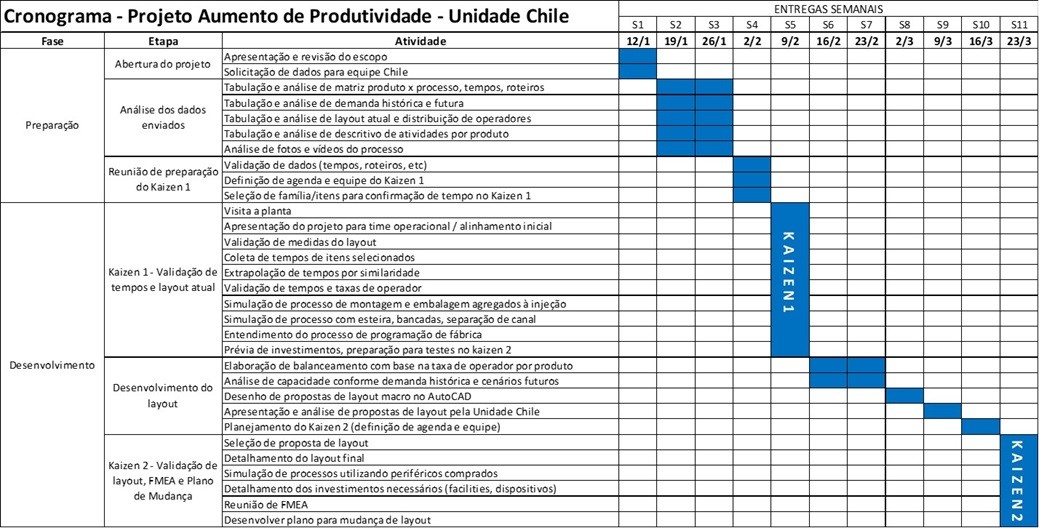 Cronograma - Projeto Aumento de Produtividade - Unidade Chile
ENTREGAS SEMANAIS
S1 S2 S3 S4 S5 S6 S7 S8 S9 S10 S11
Fase Etapa Atividade 12/1 19/1 26/1 2/2 9/2 16/2 23/2 2/3 9/3 16/3 23/3
Preparação
Abertura do projeto
Apresentação e revisão do escopo
Solicitação de dados para equipe Chile
Análise dos dados
enviados
Tabulação e análise de matriz produto x processo, tempos, roteiros
Tabulação e análise de demanda histórica e futura
Tabulação e análise de layout atual e distribuição de operadores
Tabulação e análise de descritivo de atividades por produto
Análise de fotos e vídeos do processo
Reunião de preparação
do Kaizen 1
Validação de dados (tempos, roteiros, etc)
Definição de agenda e equipe do Kaizen 1
Seleção de família/itens para confirmação de tempo no Kaizen 1
Desenvolvimento
Kaizen 1 - Validação de
tempos e layout atual
Visita a planta
Apresentação do projeto para time operacional / alinhamento inicial
Validação de medidas do layout
Coleta de tempos de itens selecionados
Extrapolação de tempos por similaridade
Validação de tempos e taxas de operador
Simulação de processo de montagem e embalagem agregados à injeção
Simulação de processo com esteira, bancadas, separação de canal
Entendimento do processo de programação de fábrica
Prévia de investimentos, preparação para testes no kaizen 2
KAIZEN1
Desenvolvimento do
layout
Elaboração de balanceamento com base na taxa de operador por produto
Análise de capacidade conforme demanda histórica e cenários futuros
Desenho de propostas de layout macro no AutoCAD
Apresentação e análise de propostas de layout pela Unidade Chile
Planejamento do Kaizen 2 (definição de agenda e equipe)
Kaizen 2 - Validação de
layout, FMEA e Plano
de Mudança
Seleção de proposta de layout
Detalhamento do layout final
Simulação de processos utilizando periféricos comprados
Detalhamento dos investimentos necessários (facilities, dispositivos)
Reunião de FMEA
Desenvolver plano para mudança de layout
KAIZEN2